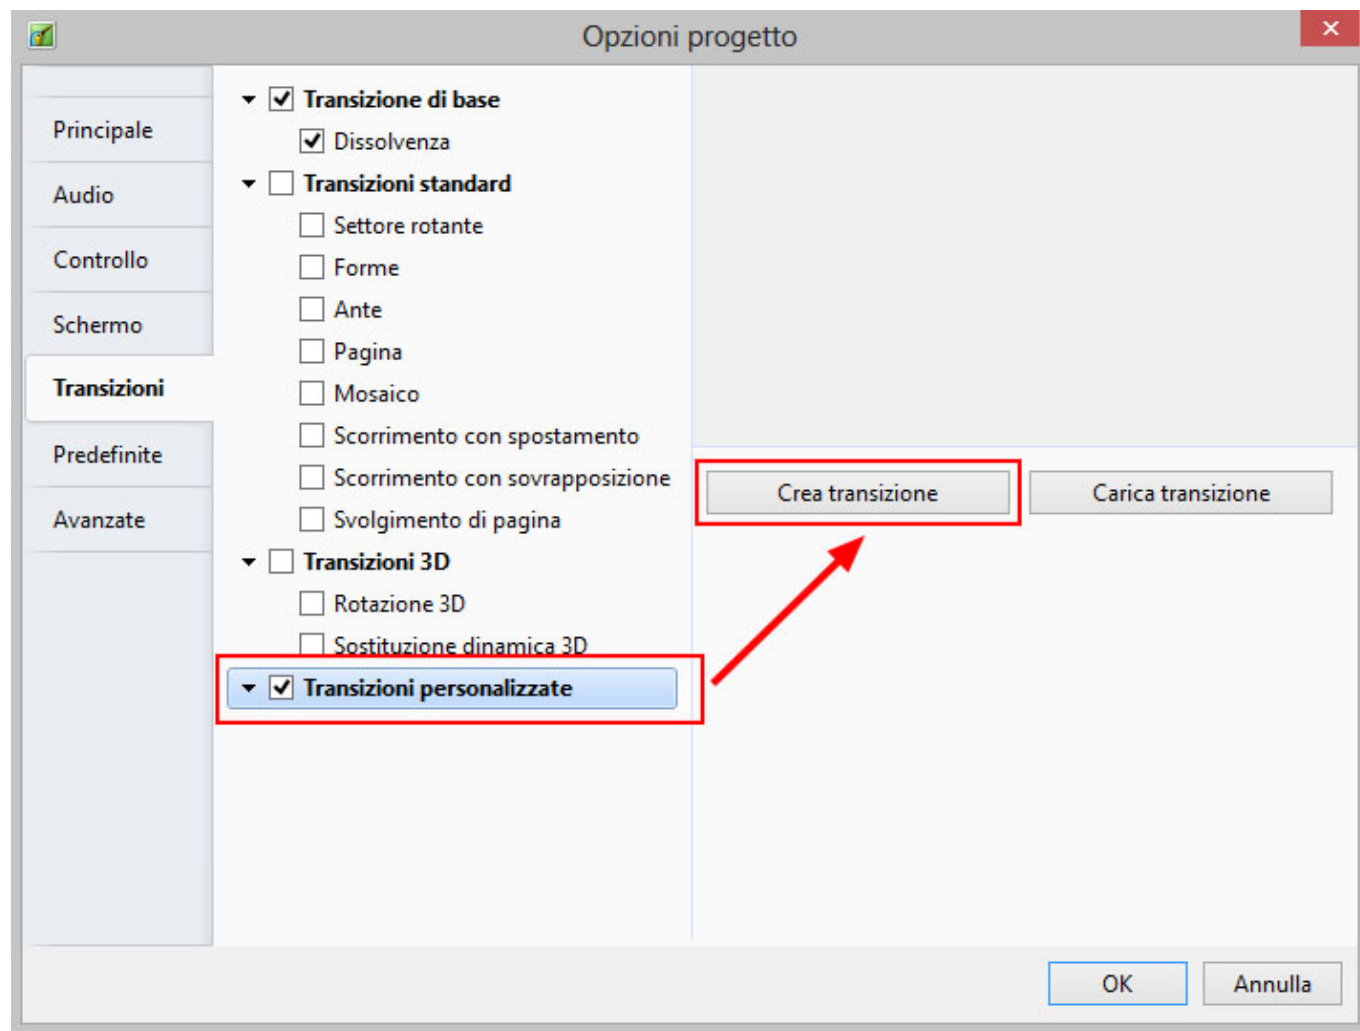 Opzioni progetto
Principale
Audio
Controllo
Schermo
Transizioni
Predefinite
Avanzate
Transizione di base
Dissolvenza
Transizioni standard
Settore rotante
Forme
Ante
Pagina
Mosaico
Scorrimento con spostamento
Scorrimento con sovrapposizione
Svolgimento di pagina
Transizioni 3D
Rotazione 3D
Sostituzione dinamica 3D
Transizioni personalizzate
Crea transizione
Carica transizione
OK
Annulla